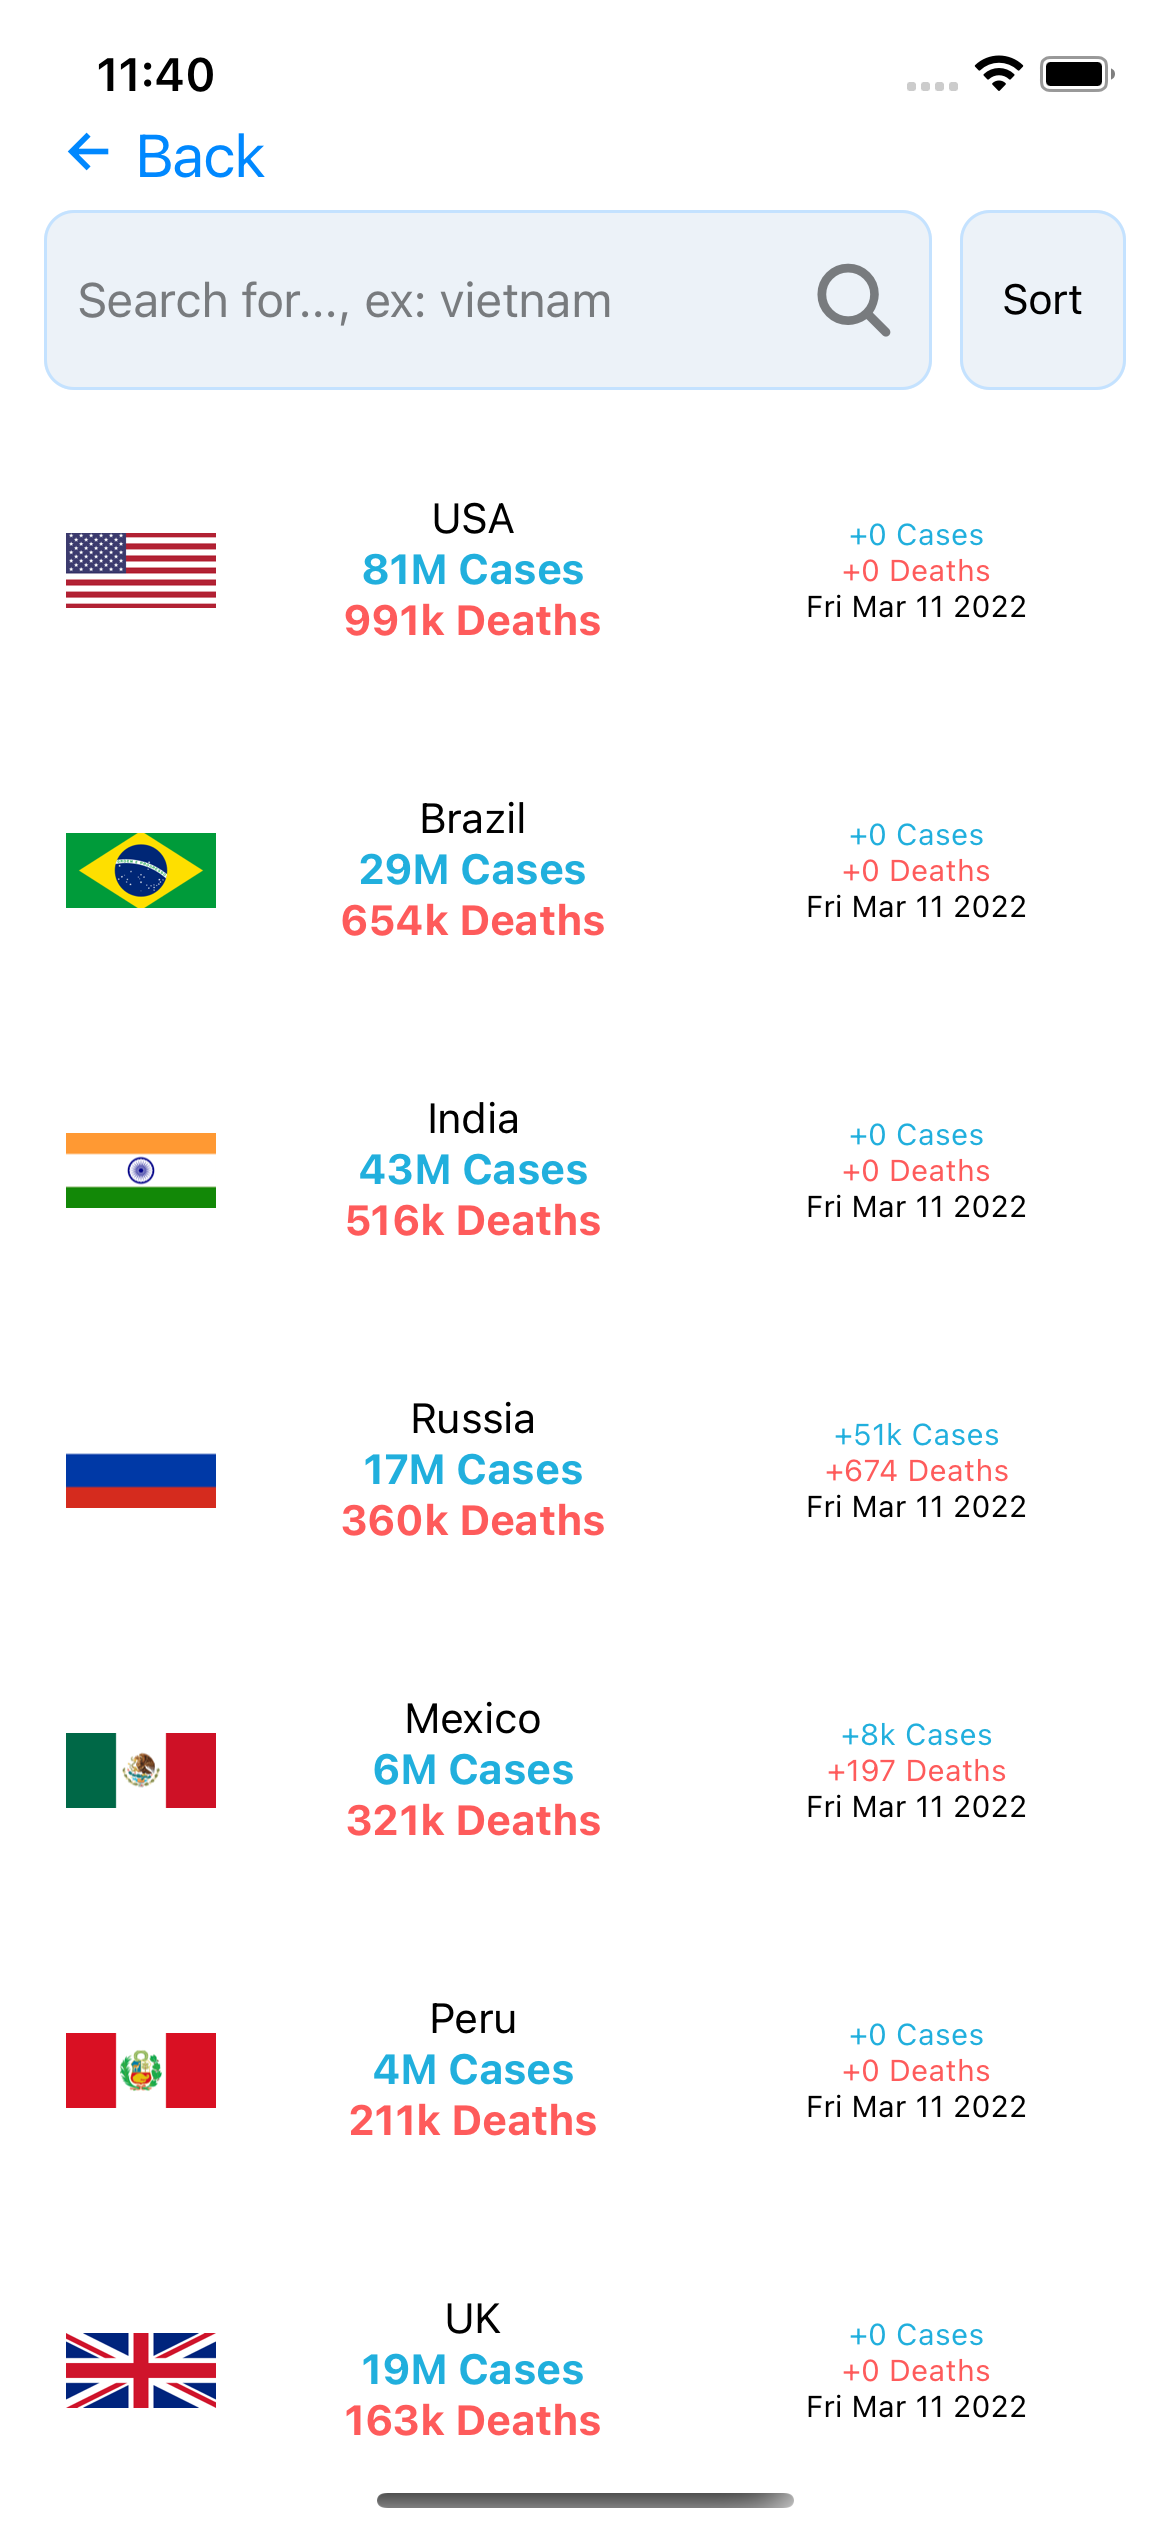 11:40
← Back
Search for..., ex: vietnam
Sort
USA
81M Cases
991k Deaths
+0 Cases
+0 Deaths
Fri Mar 11 2022
Brazil
29M Cases
654k Deaths
+0 Cases
+0 Deaths
Fri Mar 11 2022
India
43M Cases
516k Deaths
+0 Cases
+0 Deaths
Fri Mar 11 2022
Russia
17M Cases
360k Deaths
+51k Cases
+674 Deaths
Fri Mar 11 2022
Mexico
6M Cases
321k Deaths
+8k Cases
+197 Deaths
Fri Mar 11 2022
Peru
4M Cases
211k Deaths
+0 Cases
+0 Deaths
Fri Mar 11 2022
UK
19M Cases
163k Deaths
+0 Cases
+0 Deaths
Fri Mar 11 2022